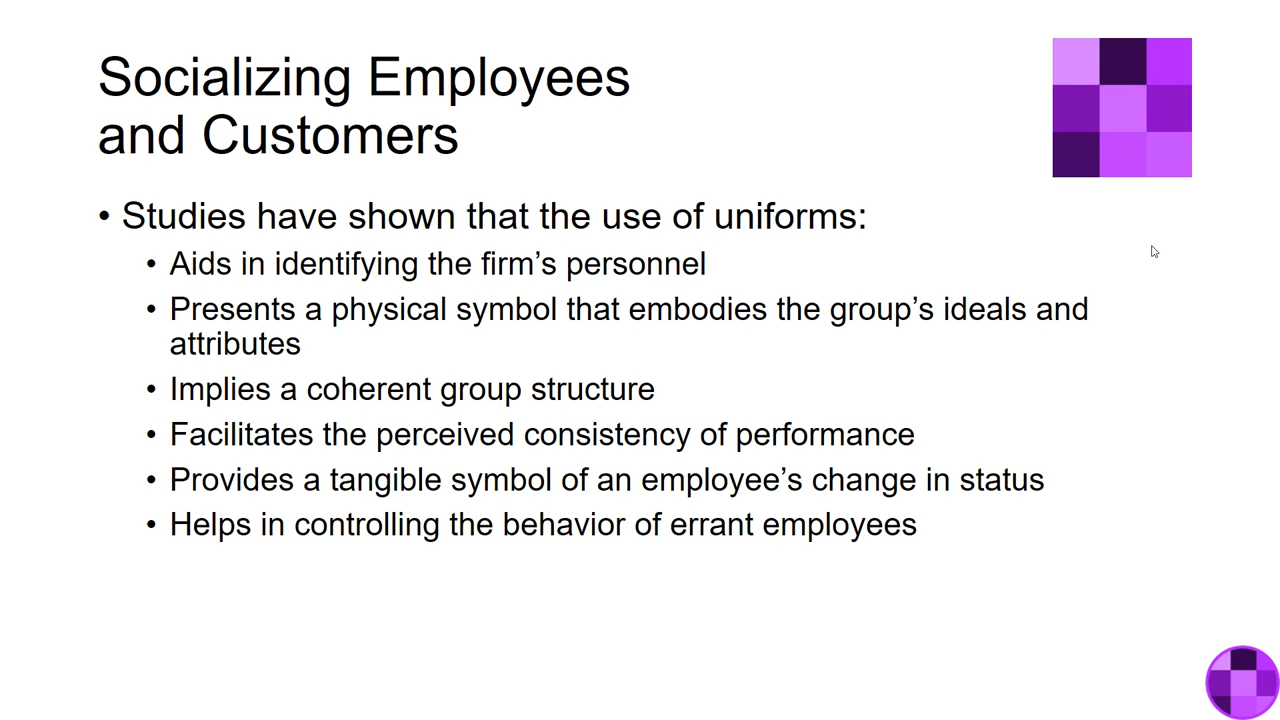 Socializing Employees
and Customers
• Studies have shown that the use of uniforms:
• Aids in identifying the firm’s personnel
• Presents a physical symbol that embodies the group’s ideals and
attributes
• Implies a coherent group structure
• Facilitates the perceived consistency of performance
• Provides a tangible symbol of an employee’s change in status
• Helps in controlling the behavior of errant employees